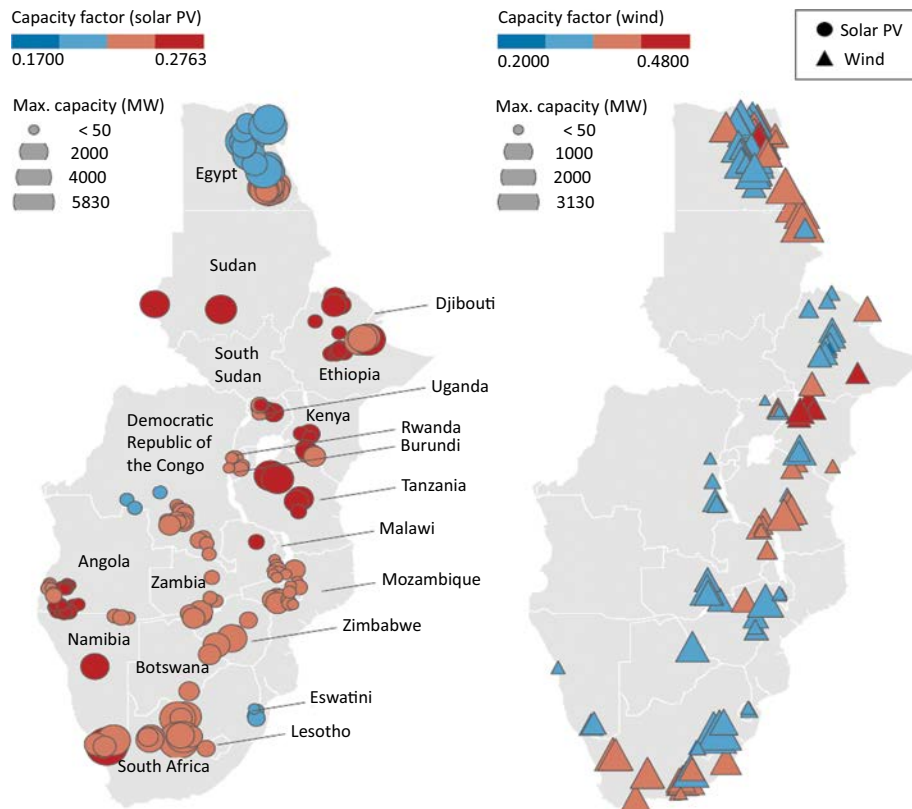 Capacity factor (solar PV)
0.1700 0.2763
Max. capacity (MW)
< 50
2000
4000
5830
Egypt
Sudan
Djibouti
South
Sudan
Ethiopia
Uganda
Kenya
Democratic
Republic of
the Congo
Rwanda
Burundi
Tanzania
Malawi
Angola
Zambia
Mozambique
Namibia
Zimbabwe
Botswana
Eswatini
Lesotho
South Africa
Capacity factor (wind)
0.2000 0.4800
Max. capacity (MW)
< 50
1000
2000
3130
Solar PV
Wind